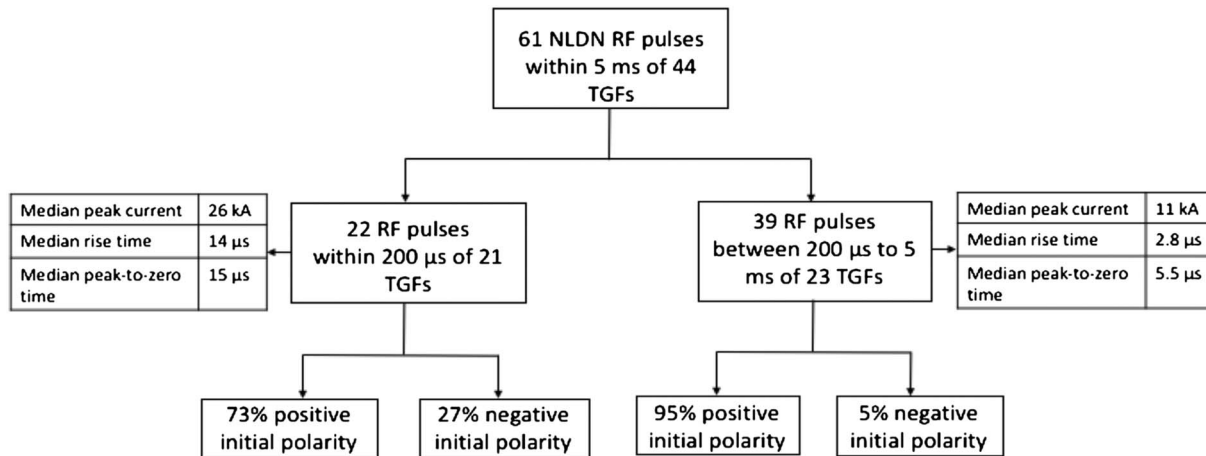 61 NLDN RF pulses
within 5 ms of 44
TGFs
Median peak current 26 kA
Median rise time 14 μs
Median peak-to-zero time 15 μs
22 RF pulses
within 200 μs of 21
TGFs
39 RF pulses
between 200 μs to 5
ms of 23 TGFs
Median peak current 11 kA
Median rise time 2.8 μs
Median peak-to-zero time 5.5 μs
73% positive
initial polarity
27% negative
initial polarity
95% positive
initial polarity
5% negative
initial polarity